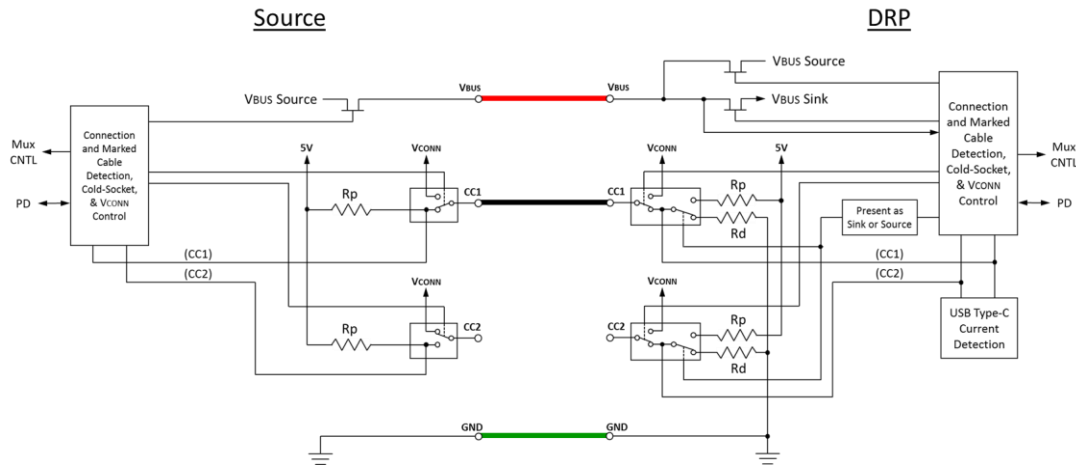 Source
DRP
VBUS Source
VBUS
VBUS
VBUS Source
VBUS Sink
Connection
and Marked
Cable
Detection,
Cold-Socket,
& VCONN
Control
Mux
CNTL
PD
5V
VCONN
Rp
CC1
CC1
VCONN
5V
Rp
Rd
Present as
Sink or Source
Connection
and Marked
Cable
Detection,
Cold-Socket,
& VCONN
Control
Mux
CNTL
PD
(CC1)
(CC2)
(CC1)
(CC2)
VCONN
Rp
CC2
CC2
VCONN
Rp
Rd
USB Type-C
Current
Detection
GND
GND